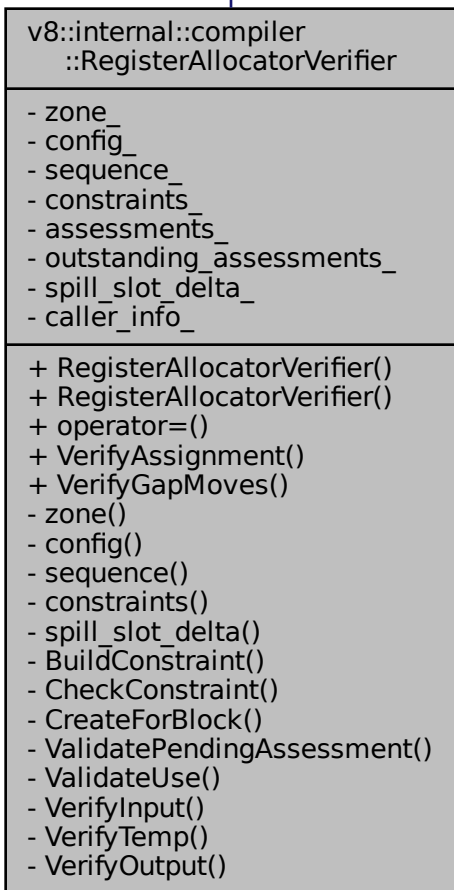 v8::internal::compiler
::RegisterAllocatorVerifier
- zone_
- config_
- sequence_
- constraints_
- assessments_
- outstanding_assessments_
- spill_slot_delta_
- caller_info_
+ RegisterAllocatorVerifier()
+ RegisterAllocatorVerifier()
+ operator=()
+ VerifyAssignment()
+ VerifyGapMoves()
- zone()
- config()
- sequence()
- constraints()
- spill_slot_delta()
- BuildConstraint()
- CheckConstraint()
- CreateForBlock()
- ValidatePendingAssessment()
- ValidateUse()
- VerifyInput()
- VerifyTemp()
- VerifyOutput()